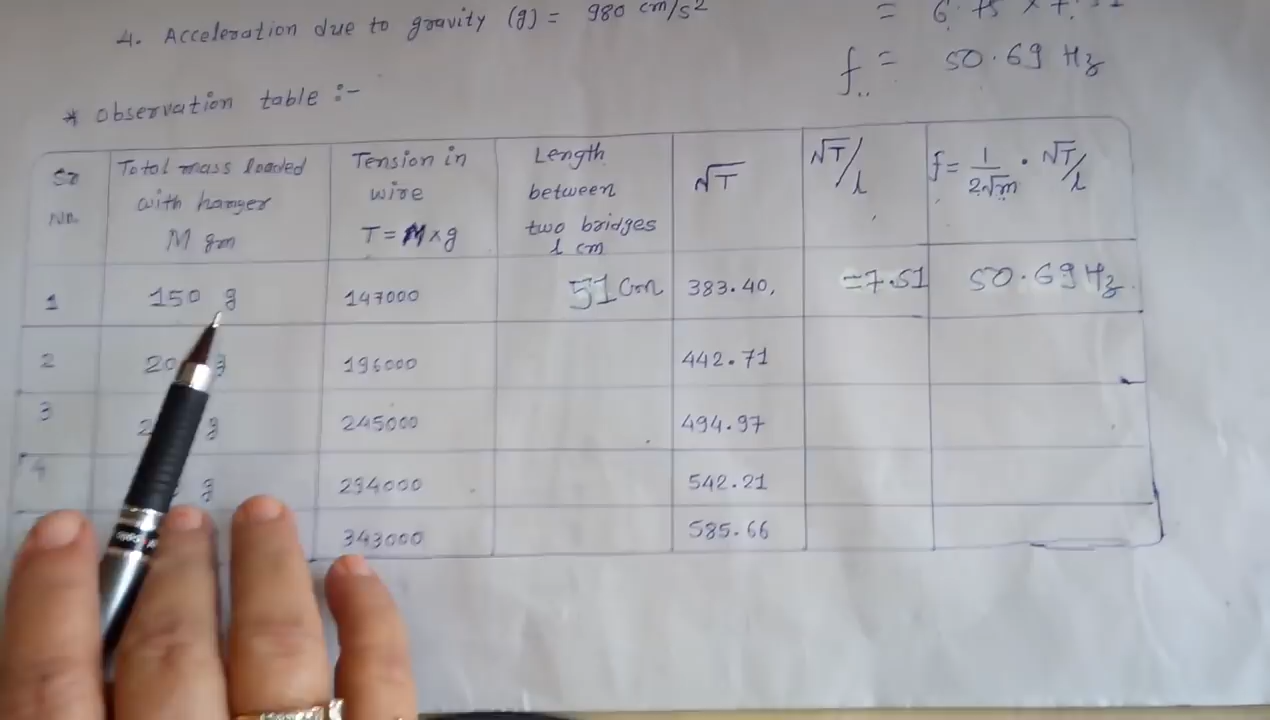 4. Acceleration due to gravity (g) = 980 cm/s²
f = 50.69 Hz
* Observation table :-
Sr No.
Total mass loaded with hanger M gm
Tension in wire T = M×g
Length between two bridges l cm
√T
√T/l
f = 1/2√m · √T/l
1 150 g 147000 51 cm 383.40, =7.51 50.69 Hz
2 g 196000 442.71
3 g 245000 494.97
4 g 294000 542.21
343000 585.66